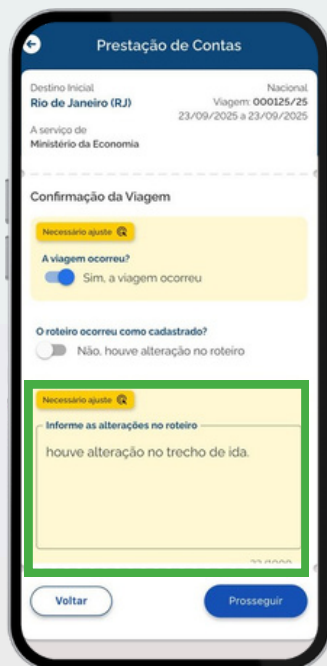 Prestação de Contas
Destino Inicial
Nacional
Rio de Janeiro (RJ)
Viagem: 000125/25
23/09/2025 a 23/09/2025
A serviço de
Ministério da Economia
Confirmação da Viagem
Necessário ajuste
A viagem ocorreu?
Sim, a viagem ocorreu
O roteiro ocorreu como cadastrado?
Não, houve alteração no roteiro
Necessário ajuste
Informe as alterações no roteiro
houve alteração no trecho de ida.
Voltar
Prosseguir